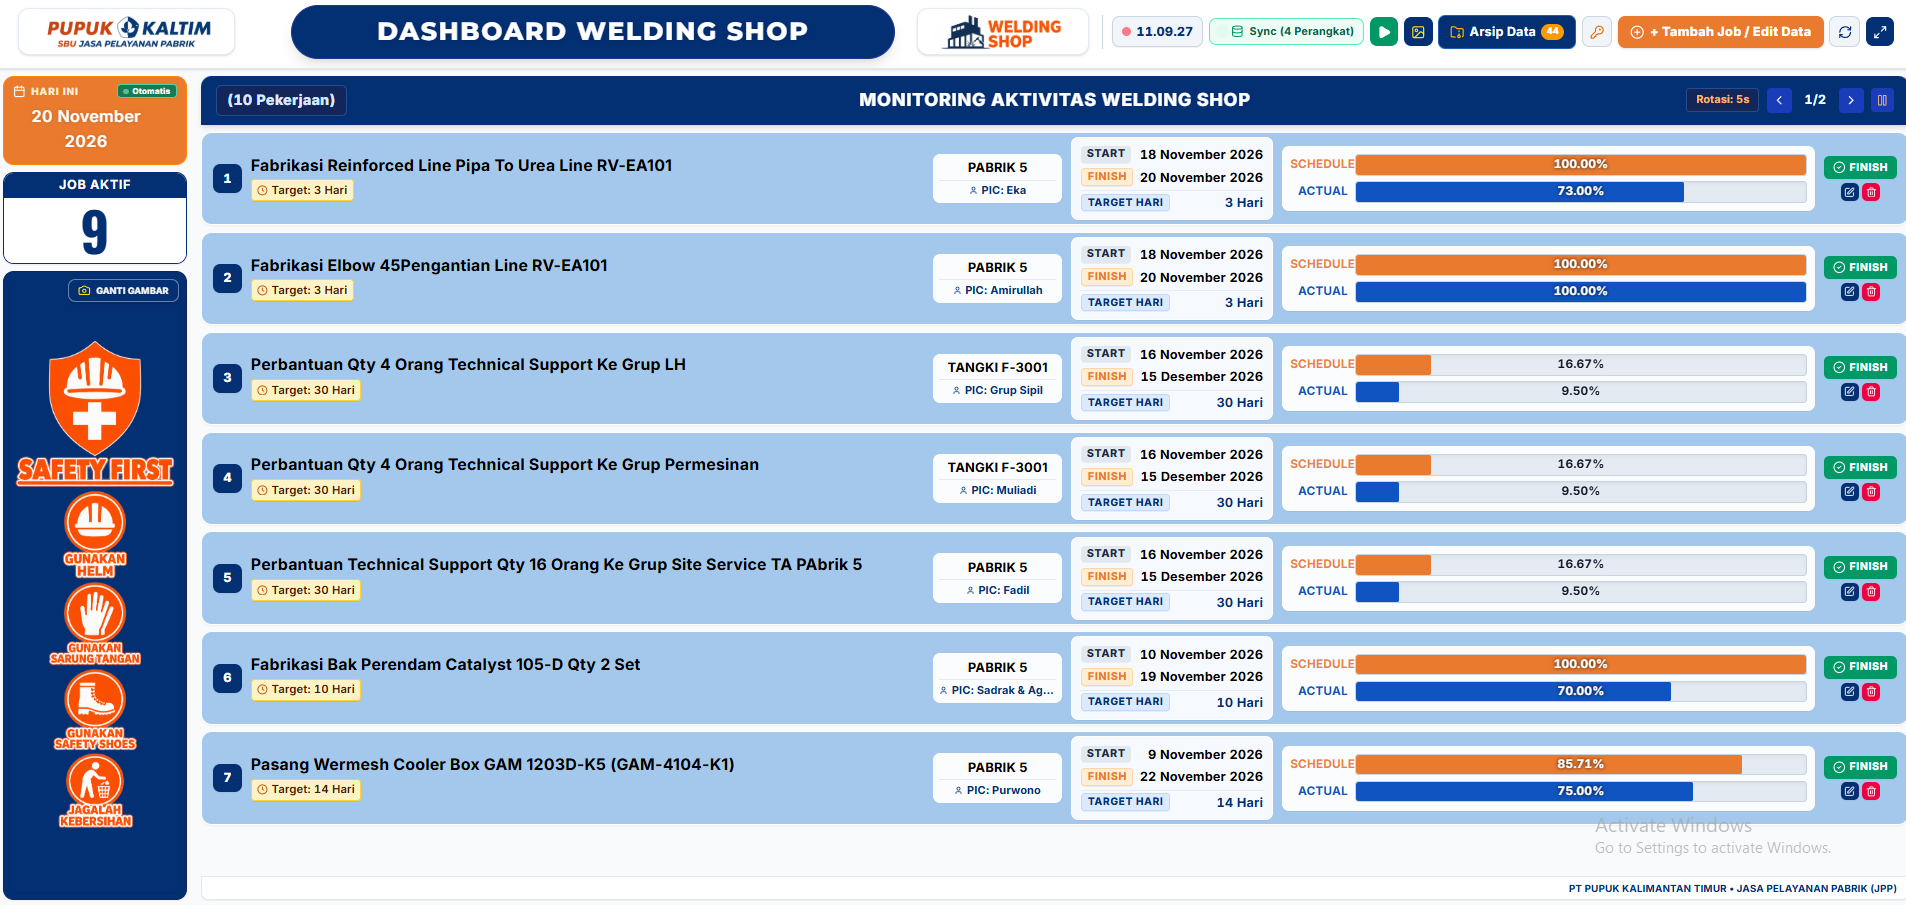 PUPUK KALTIM
SBU JASA PELAYANAN PABRIK
DASHBOARD WELDING SHOP
WELDING
SHOP
11.09.27
Sync (4 Perangkat)
Arsip Data 44
+ Tambah Job / Edit Data
HARI INI
Otomatis
20 November
2026
JOB AKTIF
9
GANTI GAMBAR
SAFETY FIRST
GUNAKAN
HELM
GUNAKAN
SARUNG TANGAN
GUNAKAN
SAFETY SHOES
JAGALAH
KEBERSIHAN
(10 Pekerjaan)
MONITORING AKTIVITAS WELDING SHOP
Rotasi: 5s
1/2
1
Fabrikasi Reinforced Line Pipa To Urea Line RV-EA101
Target: 3 Hari
PABRIK 5
PIC: Eka
START 18 November 2026
FINISH 20 November 2026
TARGET HARI 3 Hari
SCHEDULE 100.00%
ACTUAL 73.00%
FINISH
2
Fabrikasi Elbow 45Pengantian Line RV-EA101
Target: 3 Hari
PABRIK 5
PIC: Amirullah
START 18 November 2026
FINISH 20 November 2026
TARGET HARI 3 Hari
SCHEDULE 100.00%
ACTUAL 100.00%
FINISH
3
Perbantuan Qty 4 Orang Technical Support Ke Grup LH
Target: 30 Hari
TANGKI F-3001
PIC: Grup Sipil
START 16 November 2026
FINISH 15 Desember 2026
TARGET HARI 30 Hari
SCHEDULE 16.67%
ACTUAL 9.50%
FINISH
4
Perbantuan Qty 4 Orang Technical Support Ke Grup Permesinan
Target: 30 Hari
TANGKI F-3001
PIC: Muliadi
START 16 November 2026
FINISH 15 Desember 2026
TARGET HARI 30 Hari
SCHEDULE 16.67%
ACTUAL 9.50%
FINISH
5
Perbantuan Technical Support Qty 16 Orang Ke Grup Site Service TA PAbrik 5
Target: 30 Hari
PABRIK 5
PIC: Fadil
START 16 November 2026
FINISH 15 Desember 2026
TARGET HARI 30 Hari
SCHEDULE 16.67%
ACTUAL 9.50%
FINISH
6
Fabrikasi Bak Perendam Catalyst 105-D Qty 2 Set
Target: 10 Hari
PABRIK 5
PIC: Sadrak & Ag...
START 10 November 2026
FINISH 19 November 2026
TARGET HARI 10 Hari
SCHEDULE 100.00%
ACTUAL 70.00%
FINISH
7
Pasang Wermesh Cooler Box GAM 1203D-K5 (GAM-4104-K1)
Target: 14 Hari
PABRIK 5
PIC: Purwono
START 9 November 2026
FINISH 22 November 2026
TARGET HARI 14 Hari
SCHEDULE 85.71%
ACTUAL 75.00%
FINISH
Activate Windows
Go to Settings to activate Windows.
PT PUPUK KALIMANTAN TIMUR • JASA PELAYANAN PABRIK (JPP)